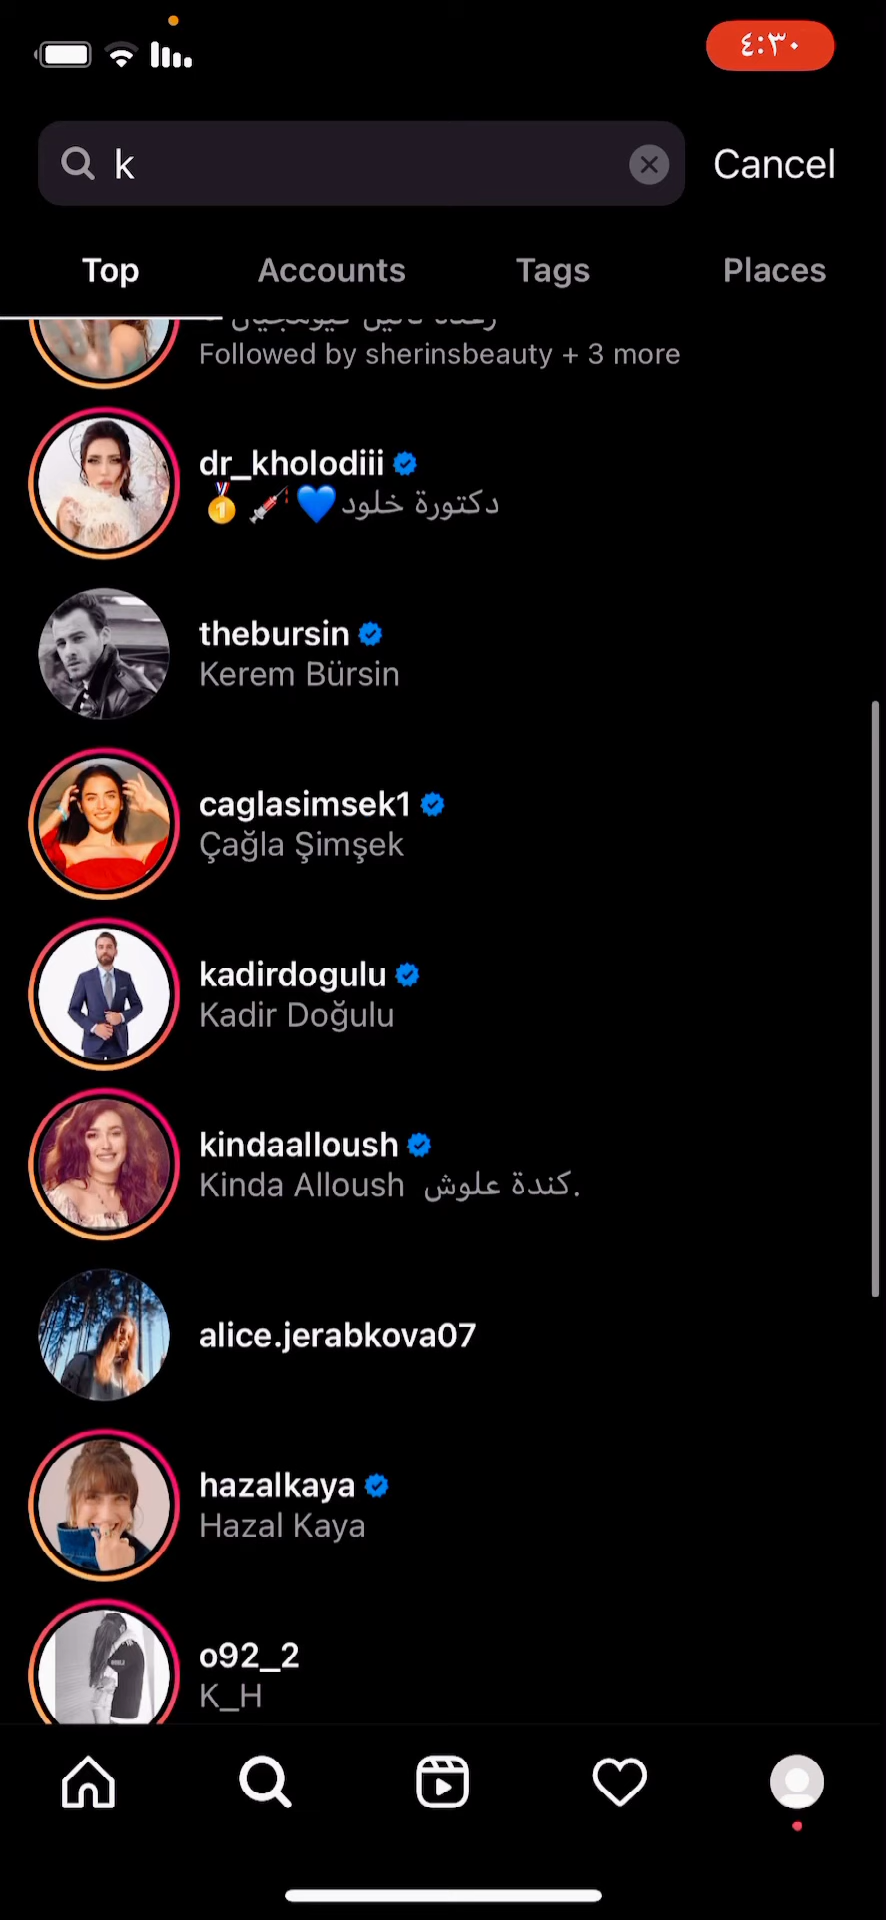 ٤:٣٠
k
Cancel
Top Accounts Tags Places
Followed by sherinsbeauty + 3 more
dr_kholodiii
🥇💉💙دكتورة خلود
thebursin
Kerem Bürsin
caglasimsek1
Çağla Şimşek
kadirdogulu
Kadir Doğulu
kindaalloush
Kinda Alloush كندة علوش.
alice.jerabkova07
hazalkaya
Hazal Kaya
o92_2
K_H